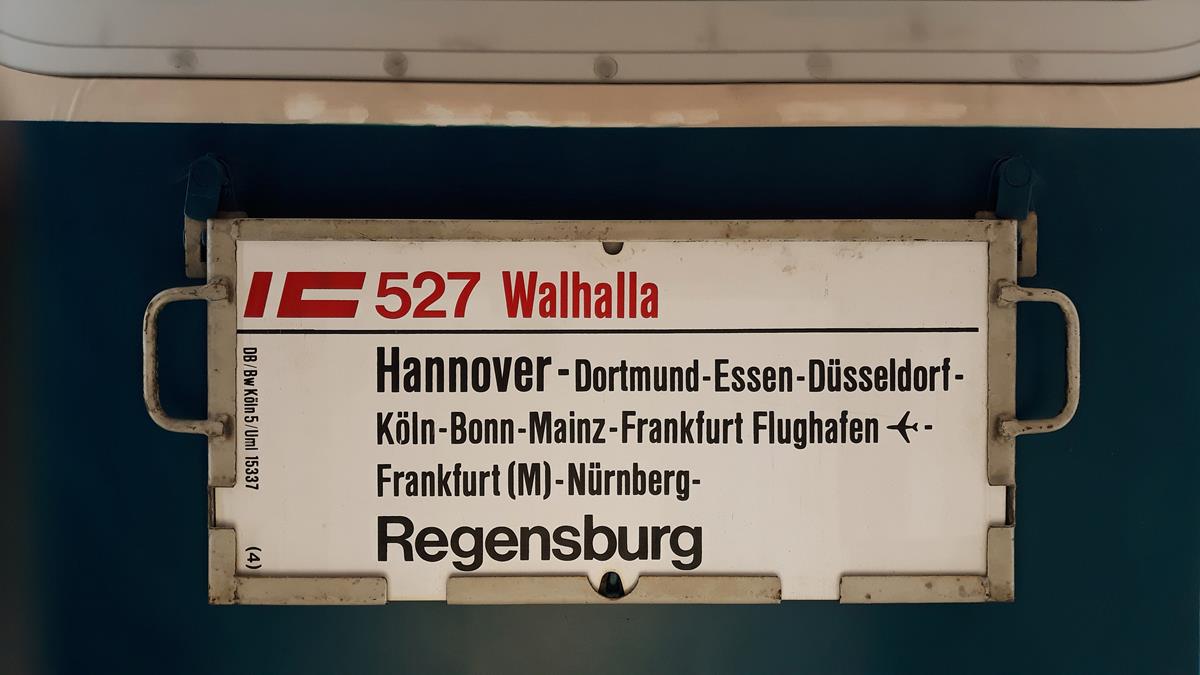 IC 527 Walhalla
Hannover - Dortmund - Essen - Düsseldorf -
Köln - Bonn - Mainz - Frankfurt Flughafen ✈ -
Frankfurt (M) - Nürnberg -
Regensburg
DB/Bw Köln 5/Uml 15337
(4)